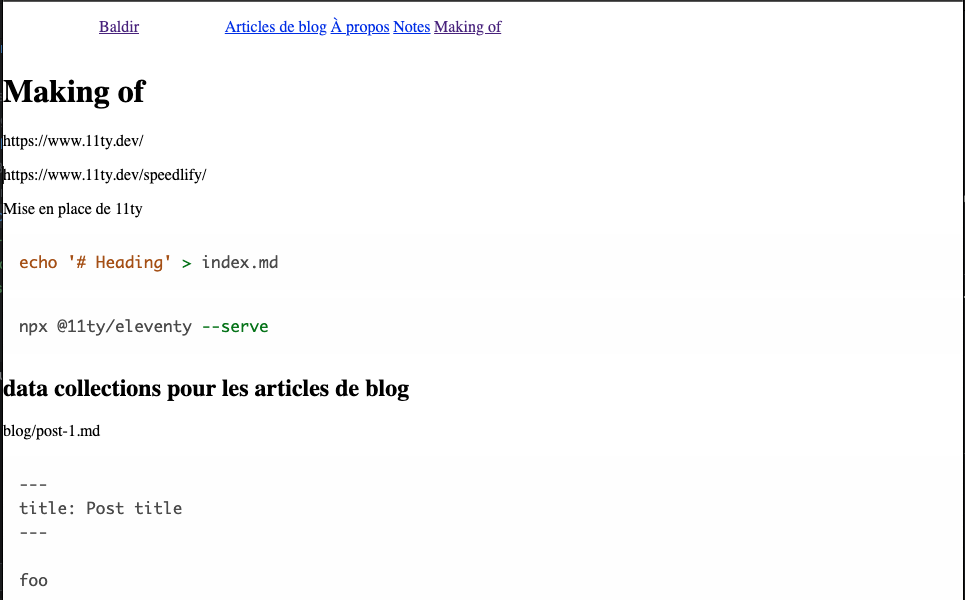 Baldir Articles de blog À propos Notes Making of
Making of
https://www.11ty.dev/
https://www.11ty.dev/speedlify/
Mise en place de 11ty
echo '# Heading' > index.md
npx @11ty/eleventy --serve
data collections pour les articles de blog
blog/post-1.md
---
title: Post title
---
foo